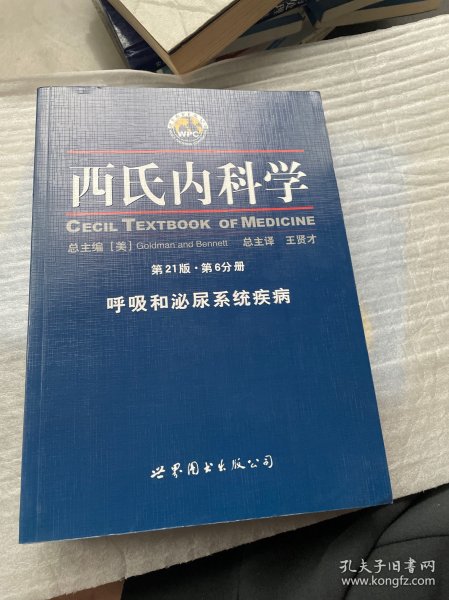 WPC
西氏内科学
CECIL TEXTBOOK OF MEDICINE
总主编［美］Goldman and Bennett 总主译 王贤才
第21版·第6分册
呼吸和泌尿系统疾病
世界图书出版公司
孔夫子旧书网
www.kongfz.com